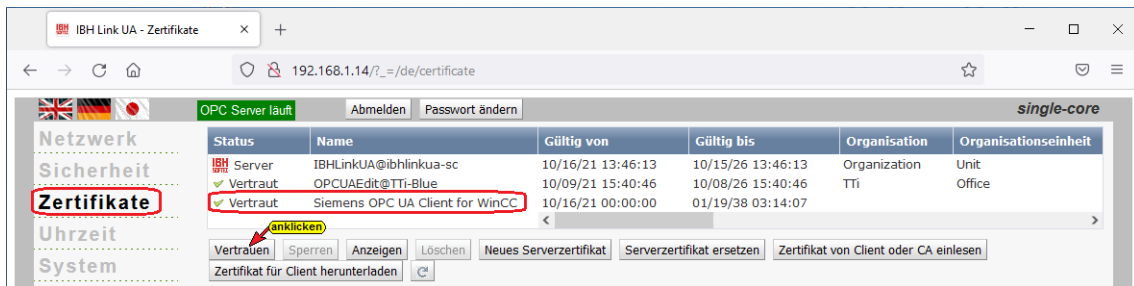 IBH SOFTEC IBH Link UA - Zertifikate
192.168.1.14/?_=/de/certificate
OPC Server läuft Abmelden Passwort ändern single-core
Netzwerk
Sicherheit
Zertifikate
Uhrzeit
System
Status Name Gültig von Gültig bis Organisation Organisationseinheit
IBH SOFTEC Server IBHLinkUA@ibhlinkua-sc 10/16/21 13:46:13 10/15/26 13:46:13 Organization Unit
Vertraut OPCUAEdit@TTi-Blue 10/09/21 15:40:46 10/08/26 15:40:46 TTi Office
Vertraut Siemens OPC UA Client for WinCC 10/16/21 00:00:00 01/19/38 03:14:07
anklicken
Vertrauen Sperren Anzeigen Löschen Neues Serverzertifikat Serverzertifikat ersetzen Zertifikat von Client oder CA einlesen
Zertifikat für Client herunterladen